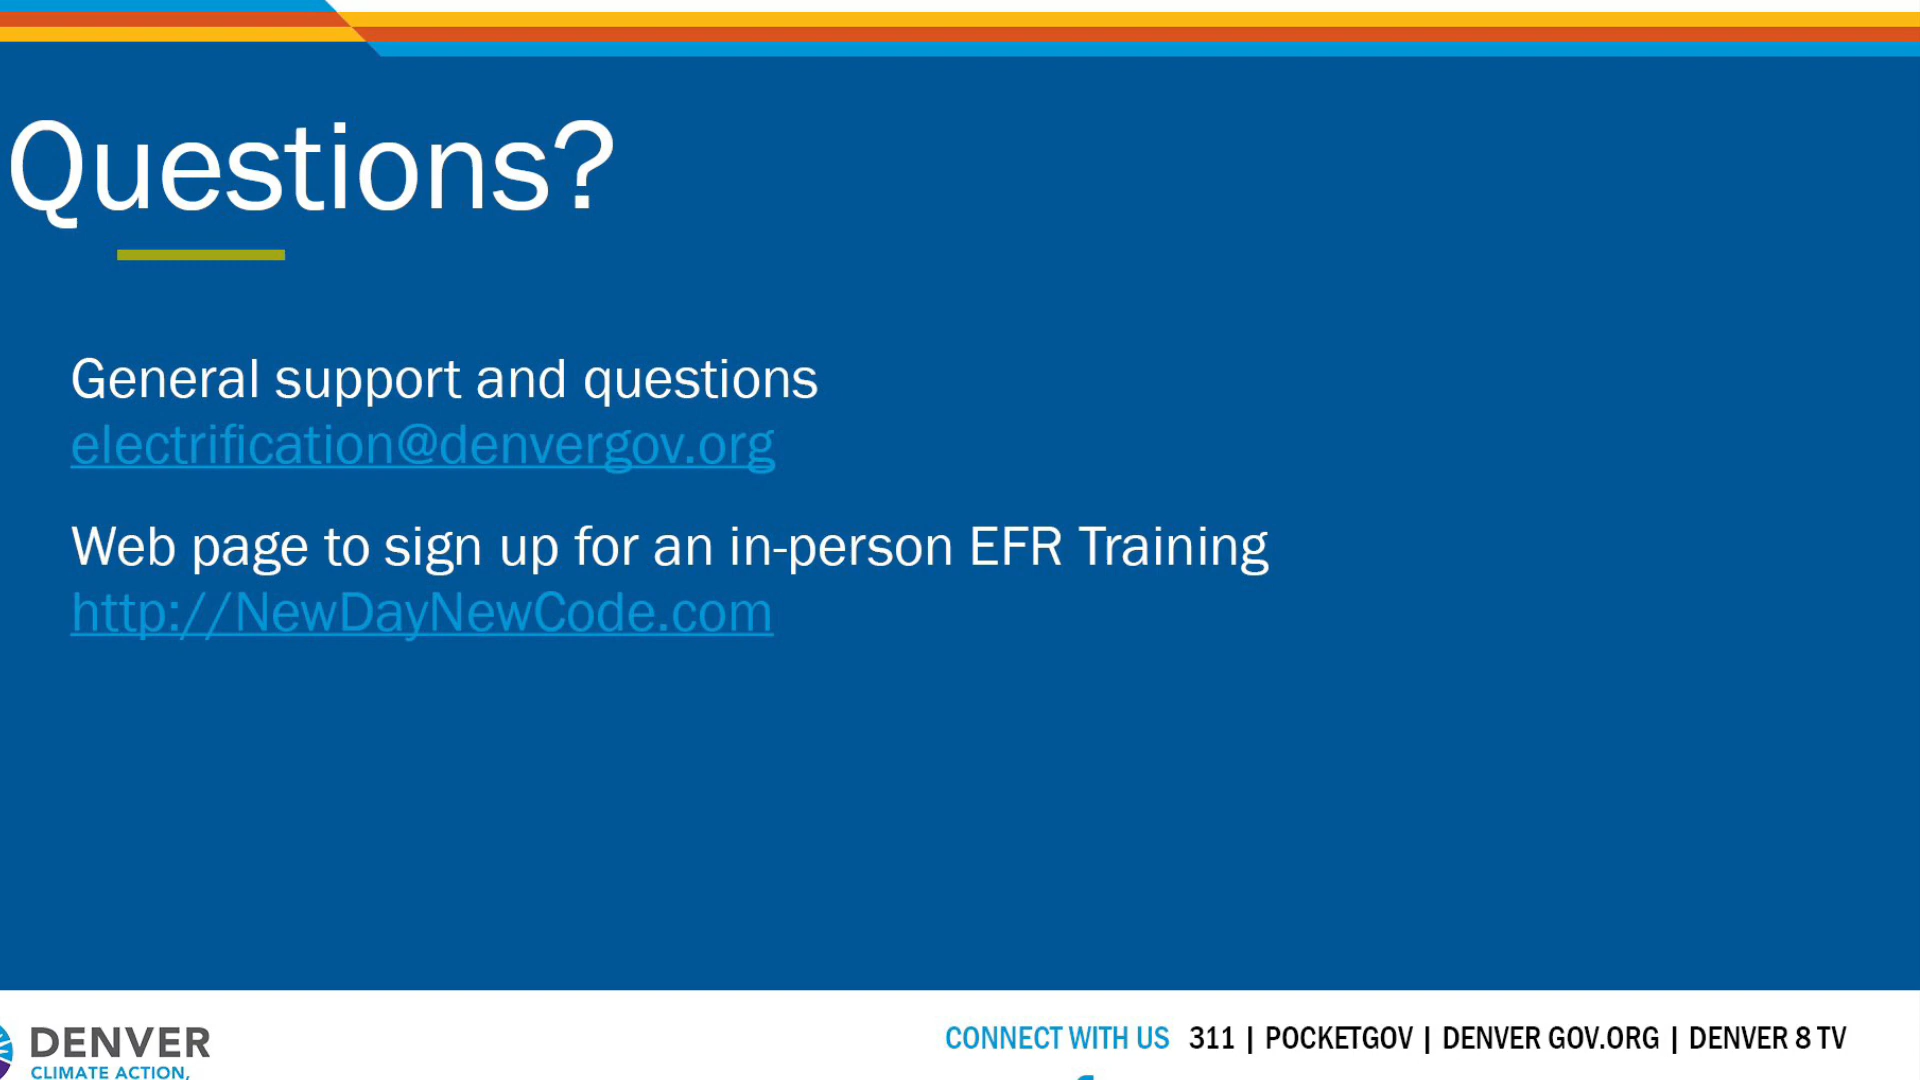 Questions?
General support and questions
electrification@denvergov.org
Web page to sign up for an in-person EFR Training
http://NewDayNewCode.com
DENVER
CLIMATE ACTION,
CONNECT WITH US 311 | POCKETGOV | DENVER GOV.ORG | DENVER 8 TV